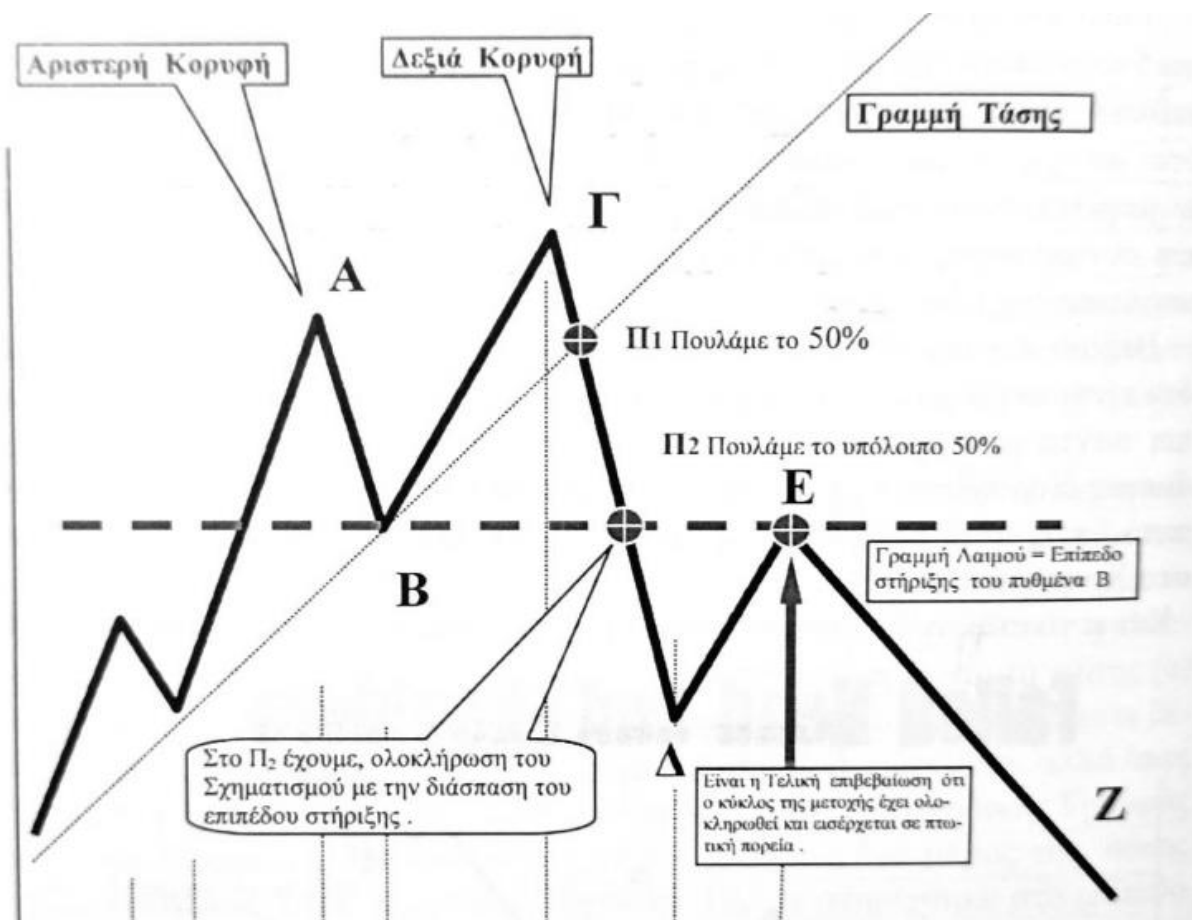 Αριστερή Κορυφή
Δεξιά Κορυφή
Γραμμή Τάσης
Γ
Α
Π1 Πουλάμε το 50%
Π2 Πουλάμε το υπόλοιπο 50%
Ε
Γραμμή Λαιμού = Επίπεδο
στήριξης του πυθμένα Β
Β
Στο Π2 έχουμε, ολοκλήρωση του
Σχηματισμού με την διάσπαση του
επιπέδου στήριξης .
Δ
Είναι η Τελική επιβεβαίωση ότι
ο κύκλος της μετοχής έχει ολο-
κληρωθεί και εισέρχεται σε πτω-
τική πορεία .
Ζ